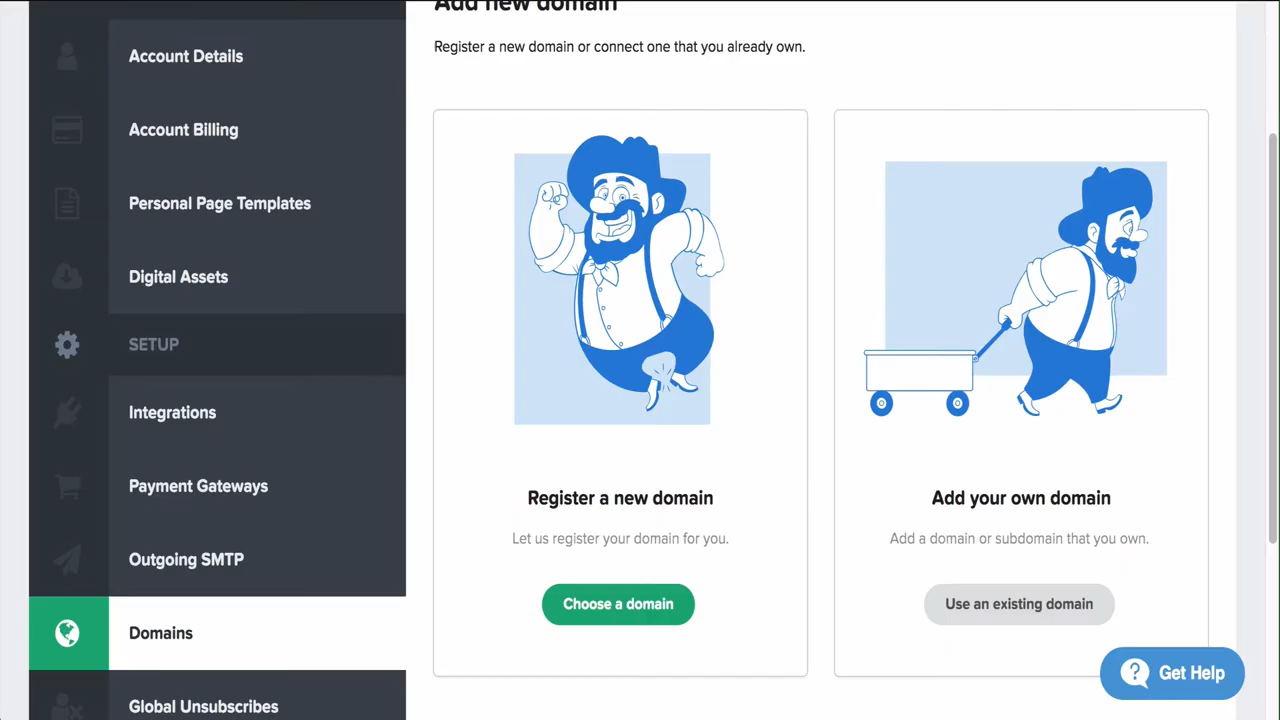 Add new domain
Register a new domain or connect one that you already own.
Account Details
Account Billing
Personal Page Templates
Digital Assets
SETUP
Integrations
Payment Gateways
Outgoing SMTP
Domains
Global Unsubscribes
Register a new domain
Let us register your domain for you.
Choose a domain
Add your own domain
Add a domain or subdomain that you own.
Use an existing domain
? Get Help